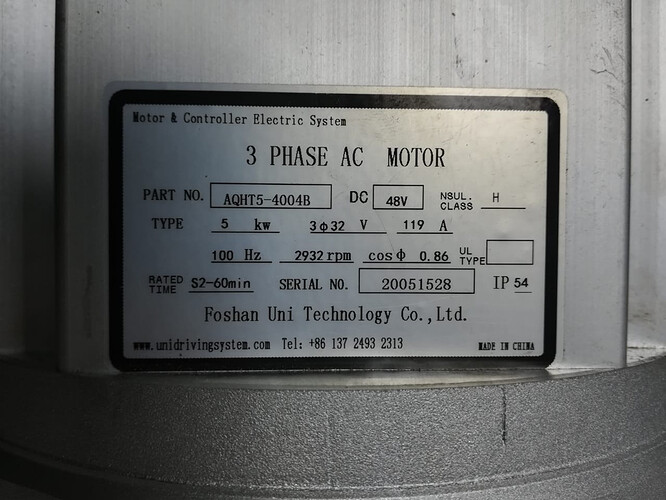 Motor & Controller Electric System
3 PHASE AC MOTOR
PART NO. AQHT5-4004B DC 48V NSUL. CLASS H
TYPE 5 kw 3φ32 V 119 A
100 Hz 2932 rpm cosΦ 0.86 UL TYPE
RATED TIME S2-60min SERIAL NO. 20051528 IP 54
Foshan Uni Technology Co.,Ltd.
www.unidrivingsystem.com Tel: +86 137 2493 2313 MADE IN CHINA